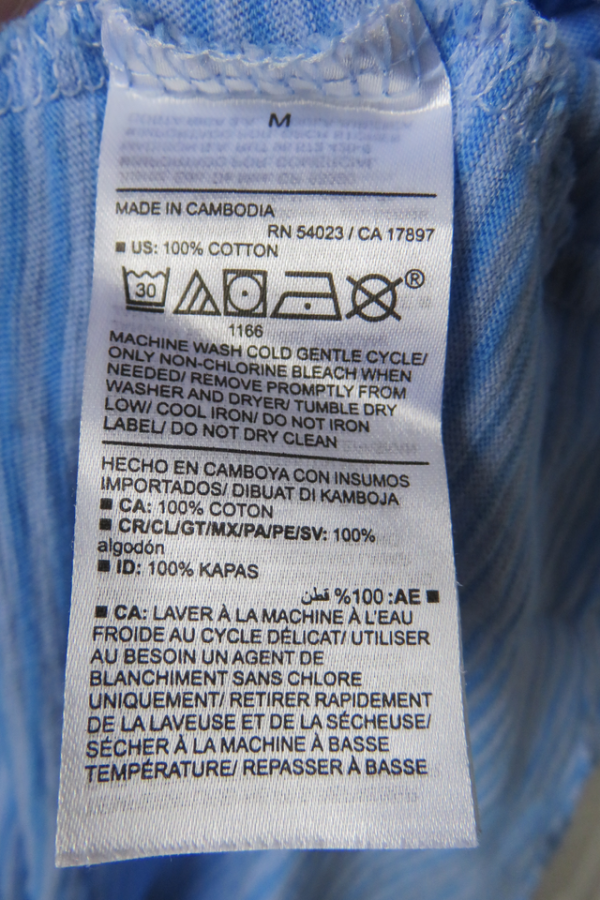 M
MADE IN CAMBODIA
RN 54023 / CA 17897
■ US: 100% COTTON
30
®
1166
MACHINE WASH COLD GENTLE CYCLE/
ONLY NON-CHLORINE BLEACH WHEN
NEEDED/ REMOVE PROMPTLY FROM
WASHER AND DRYER/ TUMBLE DRY
LOW/ COOL IRON/ DO NOT IRON
LABEL/ DO NOT DRY CLEAN
HECHO EN CAMBOYA CON INSUMOS
IMPORTADOS/ DIBUAT DI KAMBOJA
■ CA: 100% COTON
■ CR/CL/GT/MX/PA/PE/SV: 100%
algodón
■ ID: 100% KAPAS
■ AE: 100% قطن
■ CA: LAVER À LA MACHINE À L'EAU
FROIDE AU CYCLE DÉLICAT/ UTILISER
AU BESOIN UN AGENT DE
BLANCHIMENT SANS CHLORE
UNIQUEMENT/ RETIRER RAPIDEMENT
DE LA LAVEUSE ET DE LA SÉCHEUSE/
SÉCHER À LA MACHINE À BASSE
TEMPÉRATURE/ REPASSER À BASSE